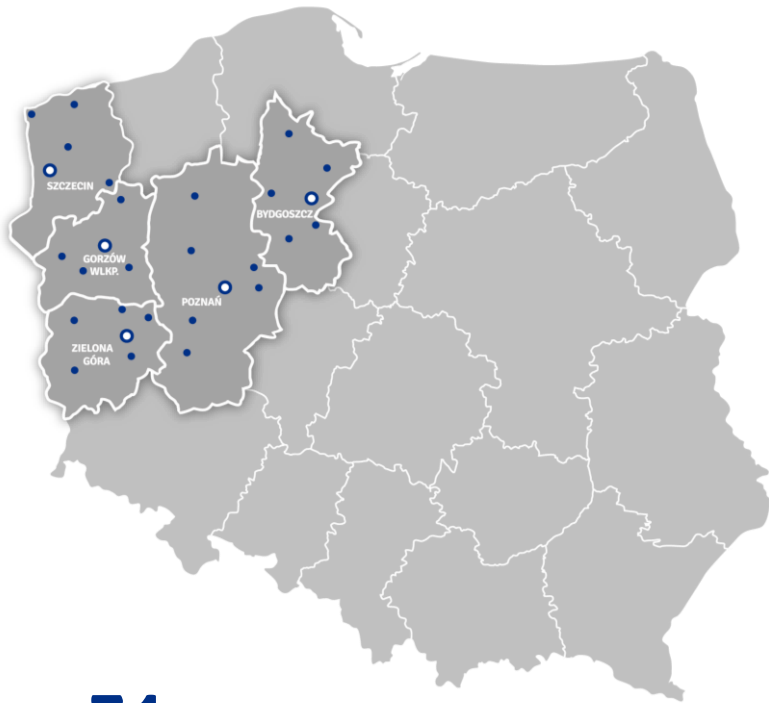 SZCZECIN
BYDGOSZCZ
GORZÓW
WLKP.
POZNAŃ
ZIELONA
GÓRA